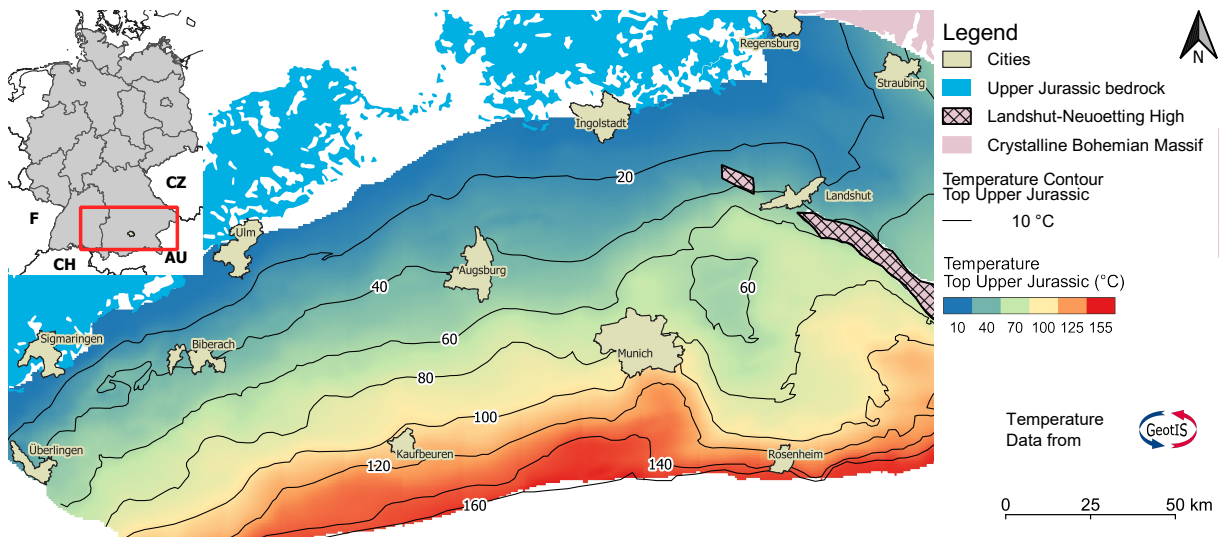 CZ
F
CH
AU
Regensburg
Straubing
Ingolstadt
20
Landshut
Ulm
Augsburg
40
60
Sigmaringen
Biberach
60
Munich
80
100
Überlingen
Kaufbeuren
120
140
Rosenheim
160
Legend
Cities
Upper Jurassic bedrock
Landshut-Neuoetting High
Crystalline Bohemian Massif
Temperature Contour
Top Upper Jurassic
10 °C
Temperature
Top Upper Jurassic (°C)
10 40 70 100 125 155
N
Temperature
Data from
GeotIS
0 25 50 km